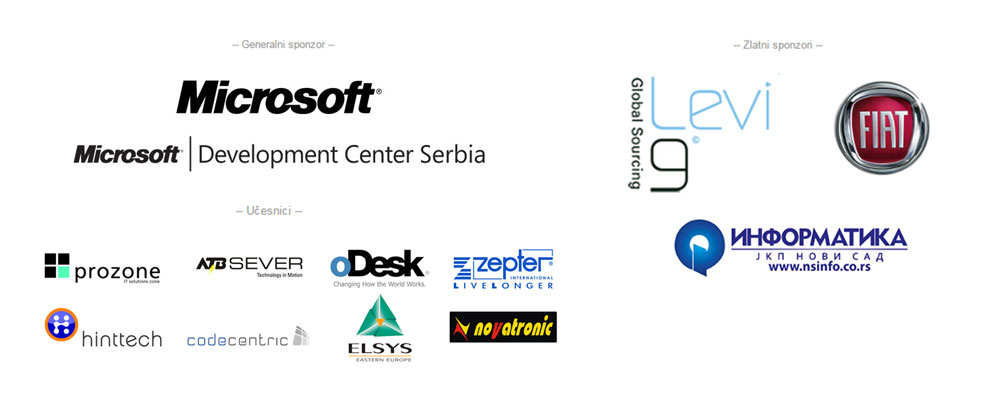 -- Generalni sponzor --
Microsoft®
Microsoft® | Development Center Serbia
-- Učesnici --
prozone
IT solutions zone
ATB SEVER
Technology in Motion
oDesk®
Changing How the World Works.
zepter®
INTERNATIONAL
LIVELONGER
hinttech
codecentric
ELSYS
EASTERN EUROPE
novatronic
-- Zlatni sponzori --
Global Sourcing
Levi
9
©
FIAT
ИНФОРМАТИКА
ЈКП НОВИ САД
www.nsinfo.co.rs